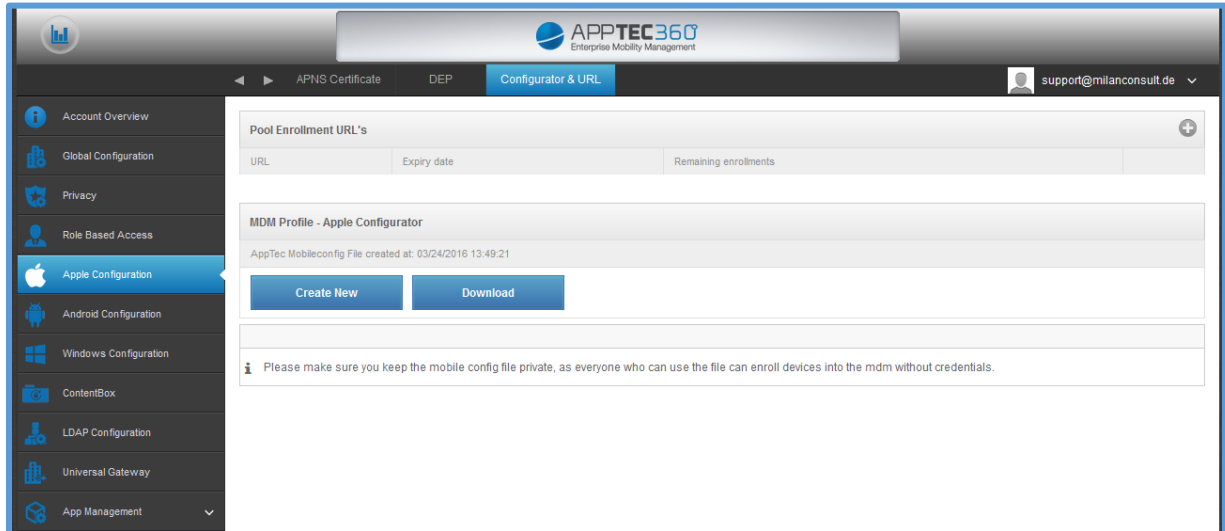 APPTEC360°
Enterprise Mobility Management
APNS Certificate DEP Configurator & URL support@milanconsult.de
Account Overview
Global Configuration
Privacy
Role Based Access
Apple Configuration
Android Configuration
Windows Configuration
ContentBox
LDAP Configuration
Universal Gateway
App Management
Pool Enrollment URL's
URL Expiry date Remaining enrollments
MDM Profile - Apple Configurator
AppTec Mobileconfig File created at: 03/24/2016 13:49:21
Create New Download
Please make sure you keep the mobile config file private, as everyone who can use the file can enroll devices into the mdm without credentials.